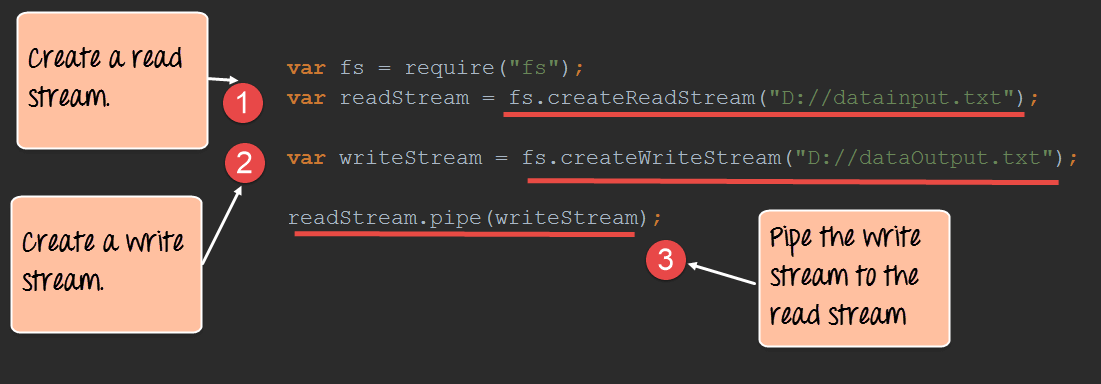 Create a read
stream.
1
var fs = require("fs");
var readStream = fs.createReadStream("D://datainput.txt");
2
var writeStream = fs.createWriteStream("D://dataOutput.txt");
Create a write
stream.
readStream.pipe(writeStream);
3
Pipe the write
stream to the
read stream